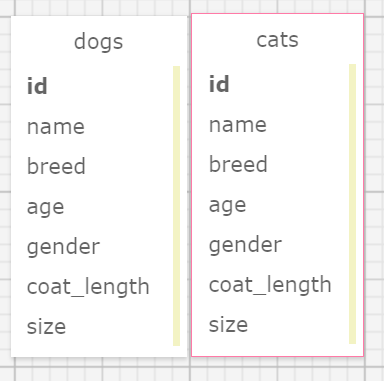 dogs
id
name
breed
age
gender
coat_length
size
cats
id
name
breed
age
gender
coat_length
size